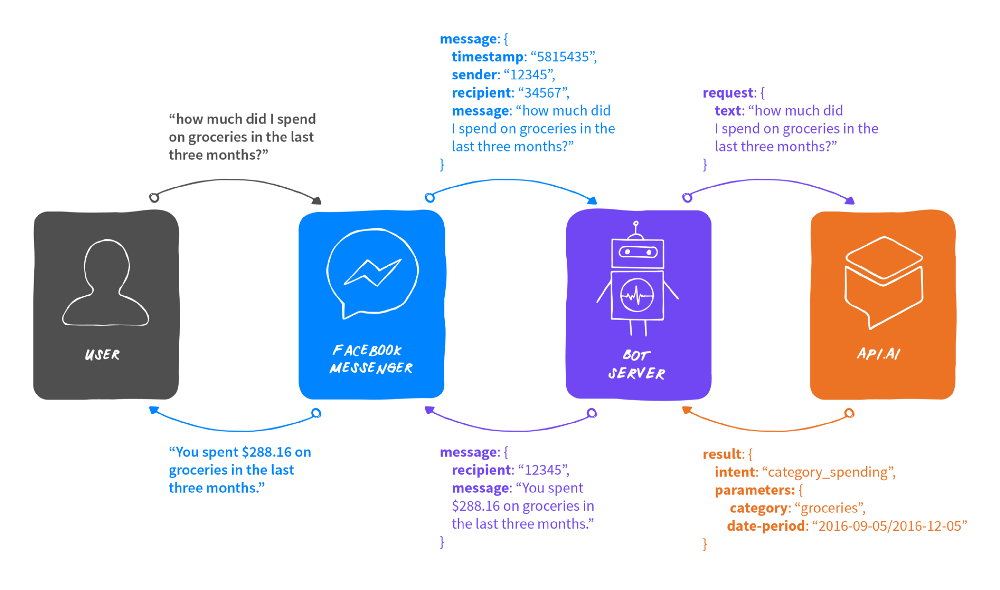 message: {
timestamp: “5815435”,
sender: “12345”,
recipient: “34567”,
message: “how much did
I spend on groceries in the
last three months?”
}
request: {
text: “how much did
I spend on groceries in the
last three months?”
}
“how much did I spend
on groceries in the last
three months?”
USER
FACEBOOK
MESSENGER
BOT
SERVER
API.AI
“You spent $288.16 on
groceries in the last
three months.”
message: {
recipient: “12345”,
message: “You spent
$288.16 on groceries in
the last three months.”
}
result: {
intent: “category_spending”,
parameters: {
category: “groceries”,
date-period: “2016-09-05/2016-12-05”
}